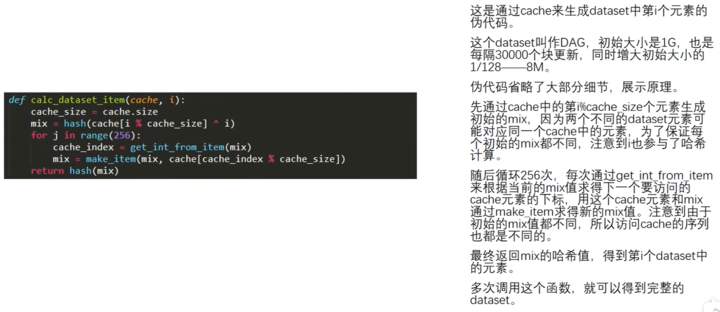 def calc_dataset_item(cache, i):
    cache_size = cache.size
    mix = hash(cache[i % cache_size] ^ i)
    for j in range(256):
        cache_index = get_int_from_item(mix)
        mix = make_item(mix, cache[cache_index % cache_size])
    return hash(mix)
这是通过cache来生成dataset中第i个元素的
伪代码。
这个dataset叫作DAG，初始大小是1G，也是
每隔30000个块更新，同时增大初始大小的
1/128——8M。
伪代码省略了大部分细节，展示原理。
先通过cache中的第i%cache_size个元素生成
初始的mix，因为两个不同的dataset元素可
能对应同一个cache中的元素，为了保证每
个初始的mix都不同，注意到i也参与了哈希
计算。
随后循环256次，每次通过get_int_from_item
来根据当前的mix值求得下一个要访问的
cache元素的下标，用这个cache元素和mix
通过make_item求得新的mix值。注意到由于
初始的mix值都不同，所以访问cache的序列
也都是不同的。
最终返回mix的哈希值，得到第i个dataset中
的元素。
多次调用这个函数，就可以得到完整的
dataset。